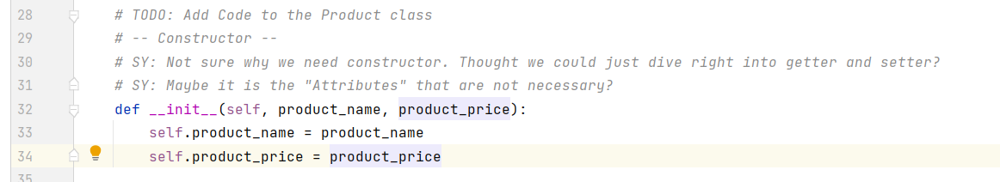 28 # TODO: Add Code to the Product class
29 # -- Constructor --
30 # SY: Not sure why we need constructor. Thought we could just dive right into getter and setter?
31 # SY: Maybe it is the "Attributes" that are not necessary?
32 def __init__(self, product_name, product_price):
33 self.product_name = product_name
34 self.product_price = product_price
35